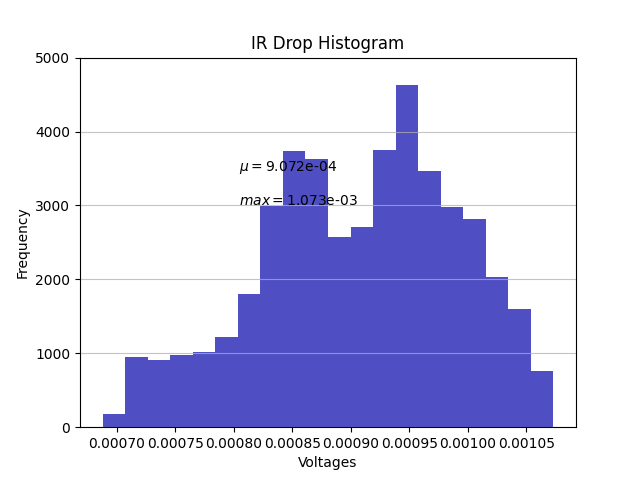 IR Drop Histogram
5000
4000
3000
2000
1000
0
Frequency
μ = 9.072e-04
max = 1.073e-03
0.00070 0.00075 0.00080 0.00085 0.00090 0.00095 0.00100 0.00105
Voltages